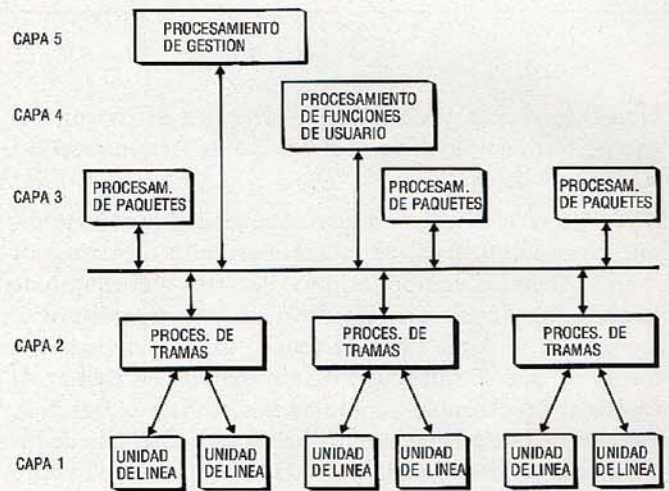 CAPA 5
PROCESAMIENTO
DE GESTION
CAPA 4
PROCESAMIENTO
DE FUNCIONES
DE USUARIO
CAPA 3
PROCESAM.
DE PAQUETES
PROCESAM.
DE PAQUETES
PROCESAM.
DE PAQUETES
CAPA 2
PROCES. DE
TRAMAS
PROCES. DE
TRAMAS
PROCES. DE
TRAMAS
CAPA 1
UNIDAD
DE LINEA
UNIDAD
DE LINEA
UNIDAD
DE LINEA
UNIDAD
DE LINEA
UNIDAD
DE LINEA
UNIDAD
DE LINEA